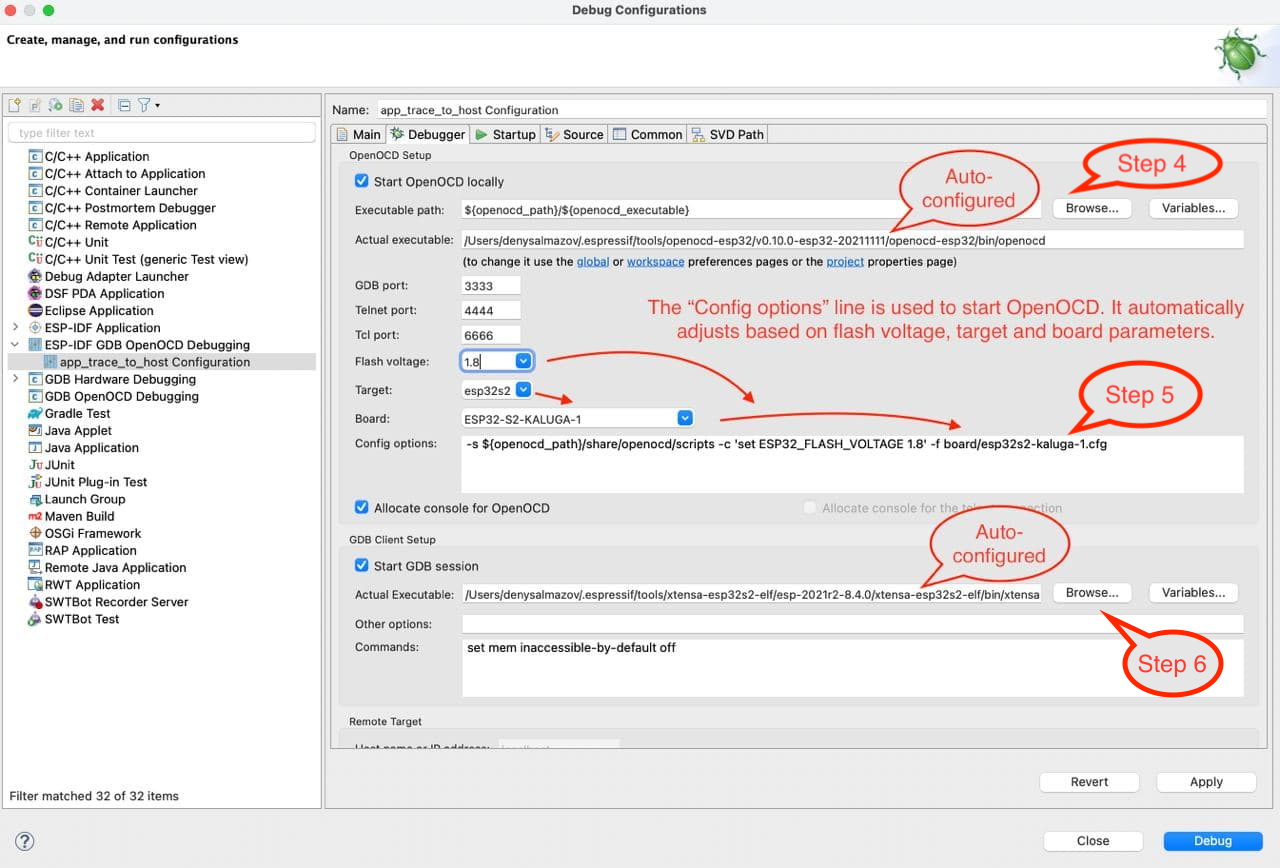 Debug Configurations
Create, manage, and run configurations
type filter text
C/C++ Application
C/C++ Attach to Application
C/C++ Container Launcher
C/C++ Postmortem Debugger
C/C++ Remote Application
C/C++ Unit
C/C++ Unit Test (generic Test view)
Debug Adapter Launcher
DSF PDA Application
Eclipse Application
ESP-IDF Application
ESP-IDF GDB OpenOCD Debugging
app_trace_to_host Configuration
GDB Hardware Debugging
GDB OpenOCD Debugging
Gradle Test
Java Applet
Java Application
JUnit
JUnit Plug-in Test
Launch Group
Maven Build
OSGi Framework
RAP Application
Remote Java Application
RWT Application
SWTBot Recorder Server
SWTBot Test
Filter matched 32 of 32 items
Name: app_trace_to_host Configuration
Main Debugger Startup Source Common SVD Path
OpenOCD Setup
Start OpenOCD locally
Auto-
configured
Step 4
Executable path: ${openocd_path}/${openocd_executable} Browse... Variables...
Actual executable: /Users/denysalmazov/.espressif/tools/openocd-esp32/v0.10.0-esp32-20211111/openocd-esp32/bin/openocd
(to change it use the global or workspace preferences pages or the project properties page)
GDB port: 3333
Telnet port: 4444
Tcl port: 6666
The “Config options” line is used to start OpenOCD. It automatically
adjusts based on flash voltage, target and board parameters.
Flash voltage: 1.8
Target: esp32s2
Step 5
Board: ESP32-S2-KALUGA-1
Config options: -s ${openocd_path}/share/openocd/scripts -c 'set ESP32_FLASH_VOLTAGE 1.8' -f board/esp32s2-kaluga-1.cfg
Allocate console for OpenOCD Allocate console for the
GDB Client Setup
Auto-
configured
Start GDB session
Actual Executable: /Users/denysalmazov/.espressif/tools/xtensa-esp32s2-elf/esp-2021r2-8.4.0/xtensa-esp32s2-elf/bin/xtensa Browse... Variables...
Other options:
Commands: set mem inaccessible-by-default off
Step 6
Remote Target
Revert Apply
Close Debug